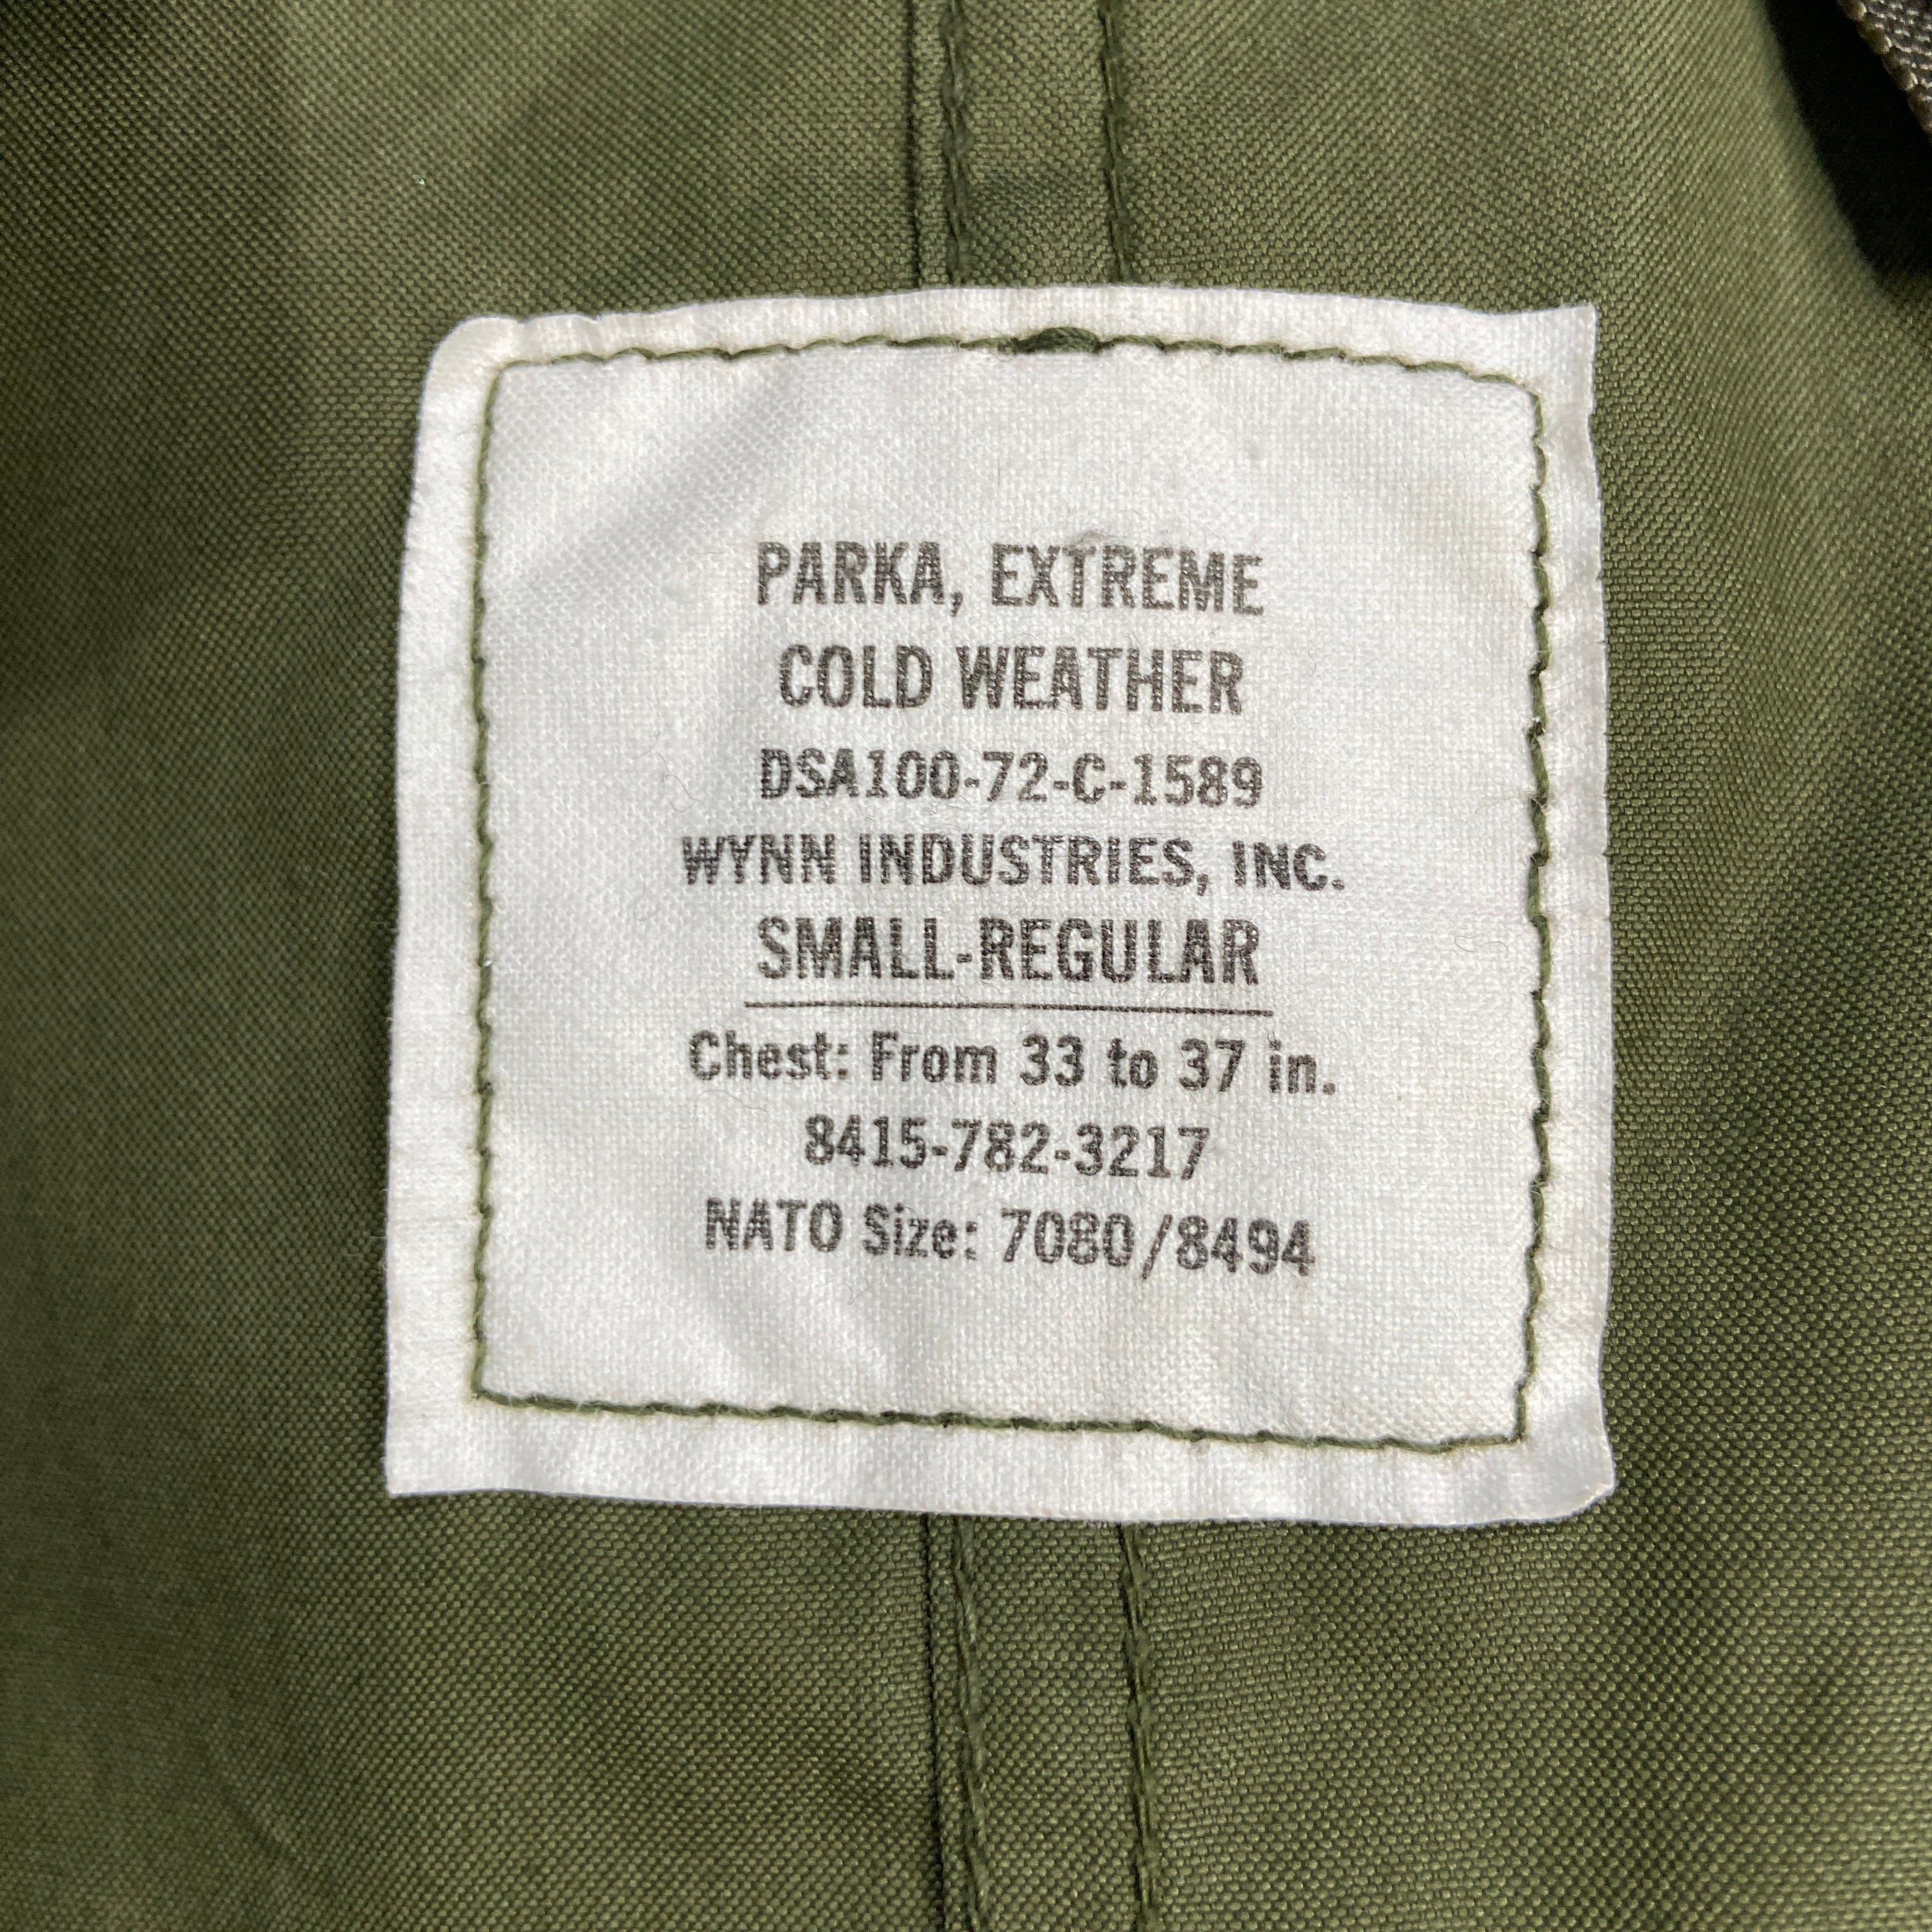 PARKA, EXTREME
COLD WEATHER
DSA100-72-C-1589
WYNN INDUSTRIES, INC.
SMALL-REGULAR
Chest: From 33 to 37 in.
8415-782-3217
NATO Size: 7080/8494